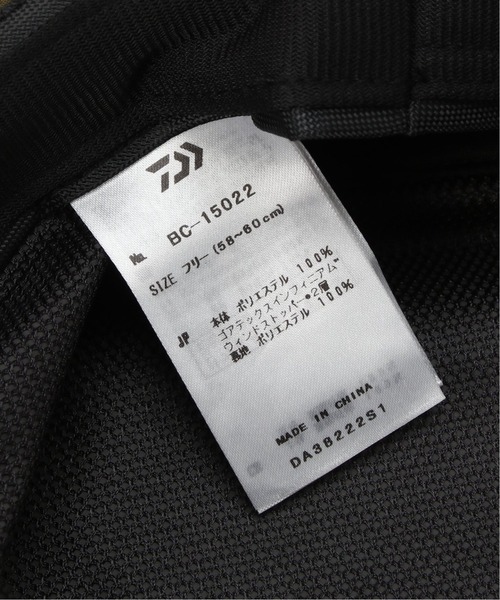 No. BC-15022
SIZE フリー (58~60cm)
JP 本体 ポリエステル 100%
ゴアテックスインフィニアム™
ウィンドストッパー®2層
裏地 ポリエステル 100%
MADE IN CHINA
DA38222S1